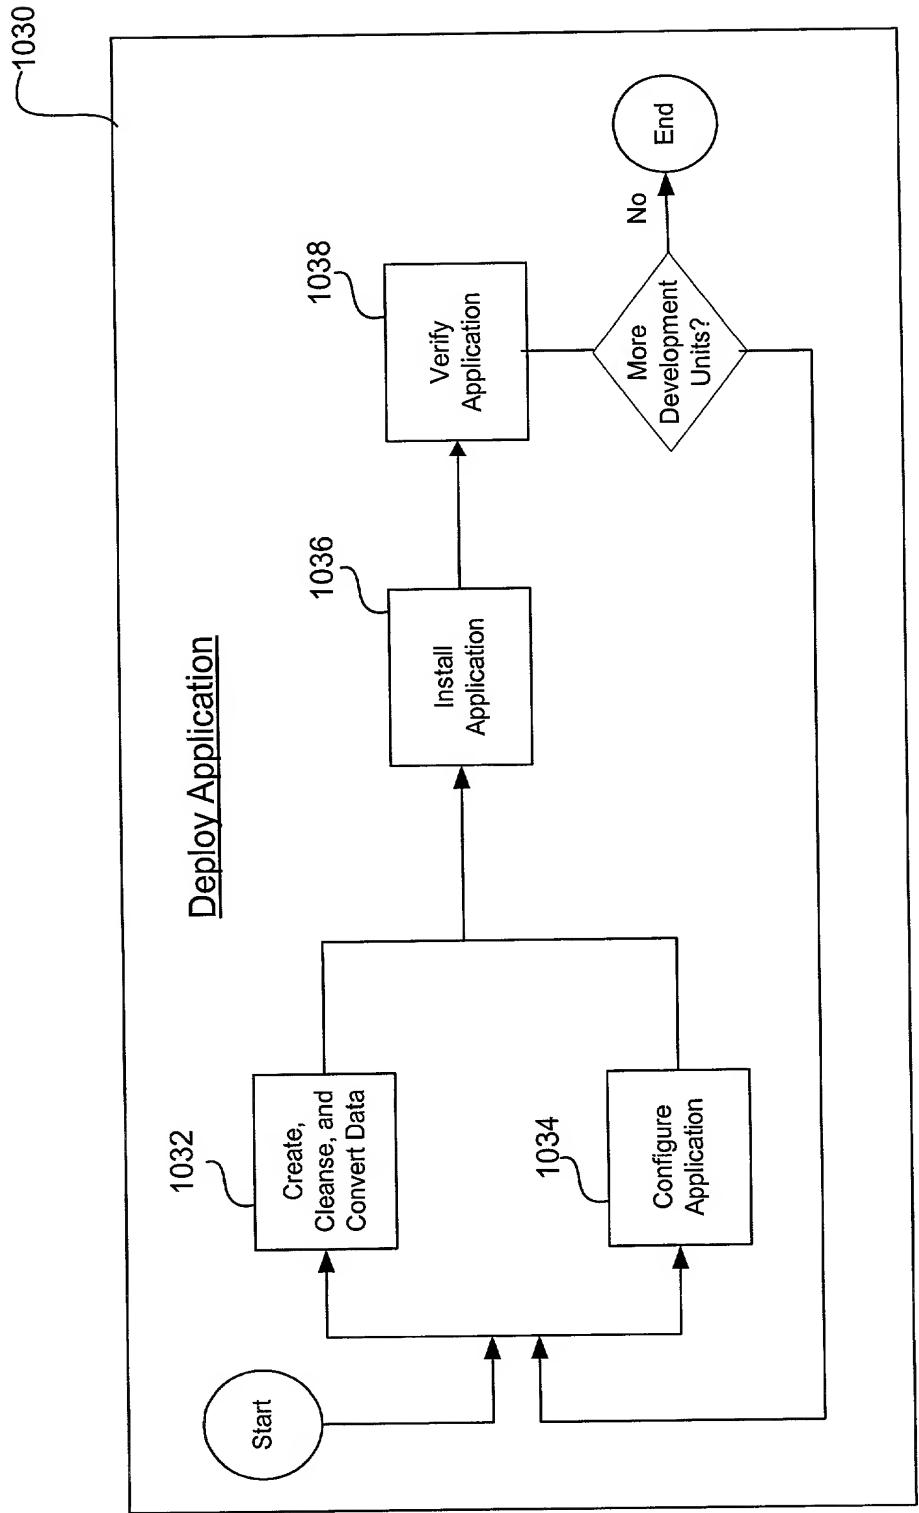 1030
Deploy Application
Start
1032
Create,
Cleanse, and
Convert Data
1034
Configure
Application
1036
Install
Application
1038
Verify
Application
More
Development
Units?
No
End